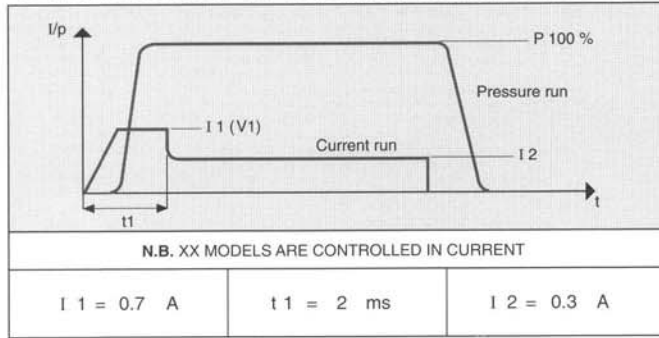 I/p
P 100 %
Pressure run
I 1 (V1)
Current run
I 2
t
t1
N.B. XX MODELS ARE CONTROLLED IN CURRENT
I 1 = 0.7 A
t 1 = 2 ms
I 2 = 0.3 A